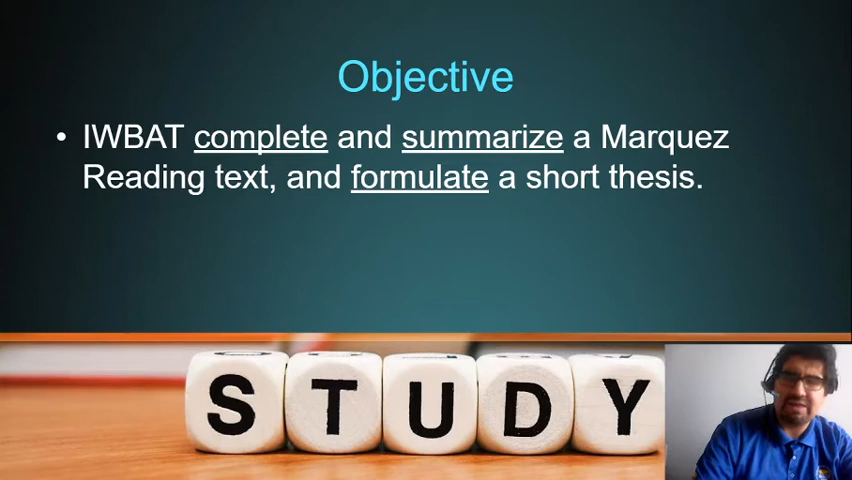 Objective
• IWBAT complete and summarize a Marquez
Reading text, and formulate a short thesis.
STUDY